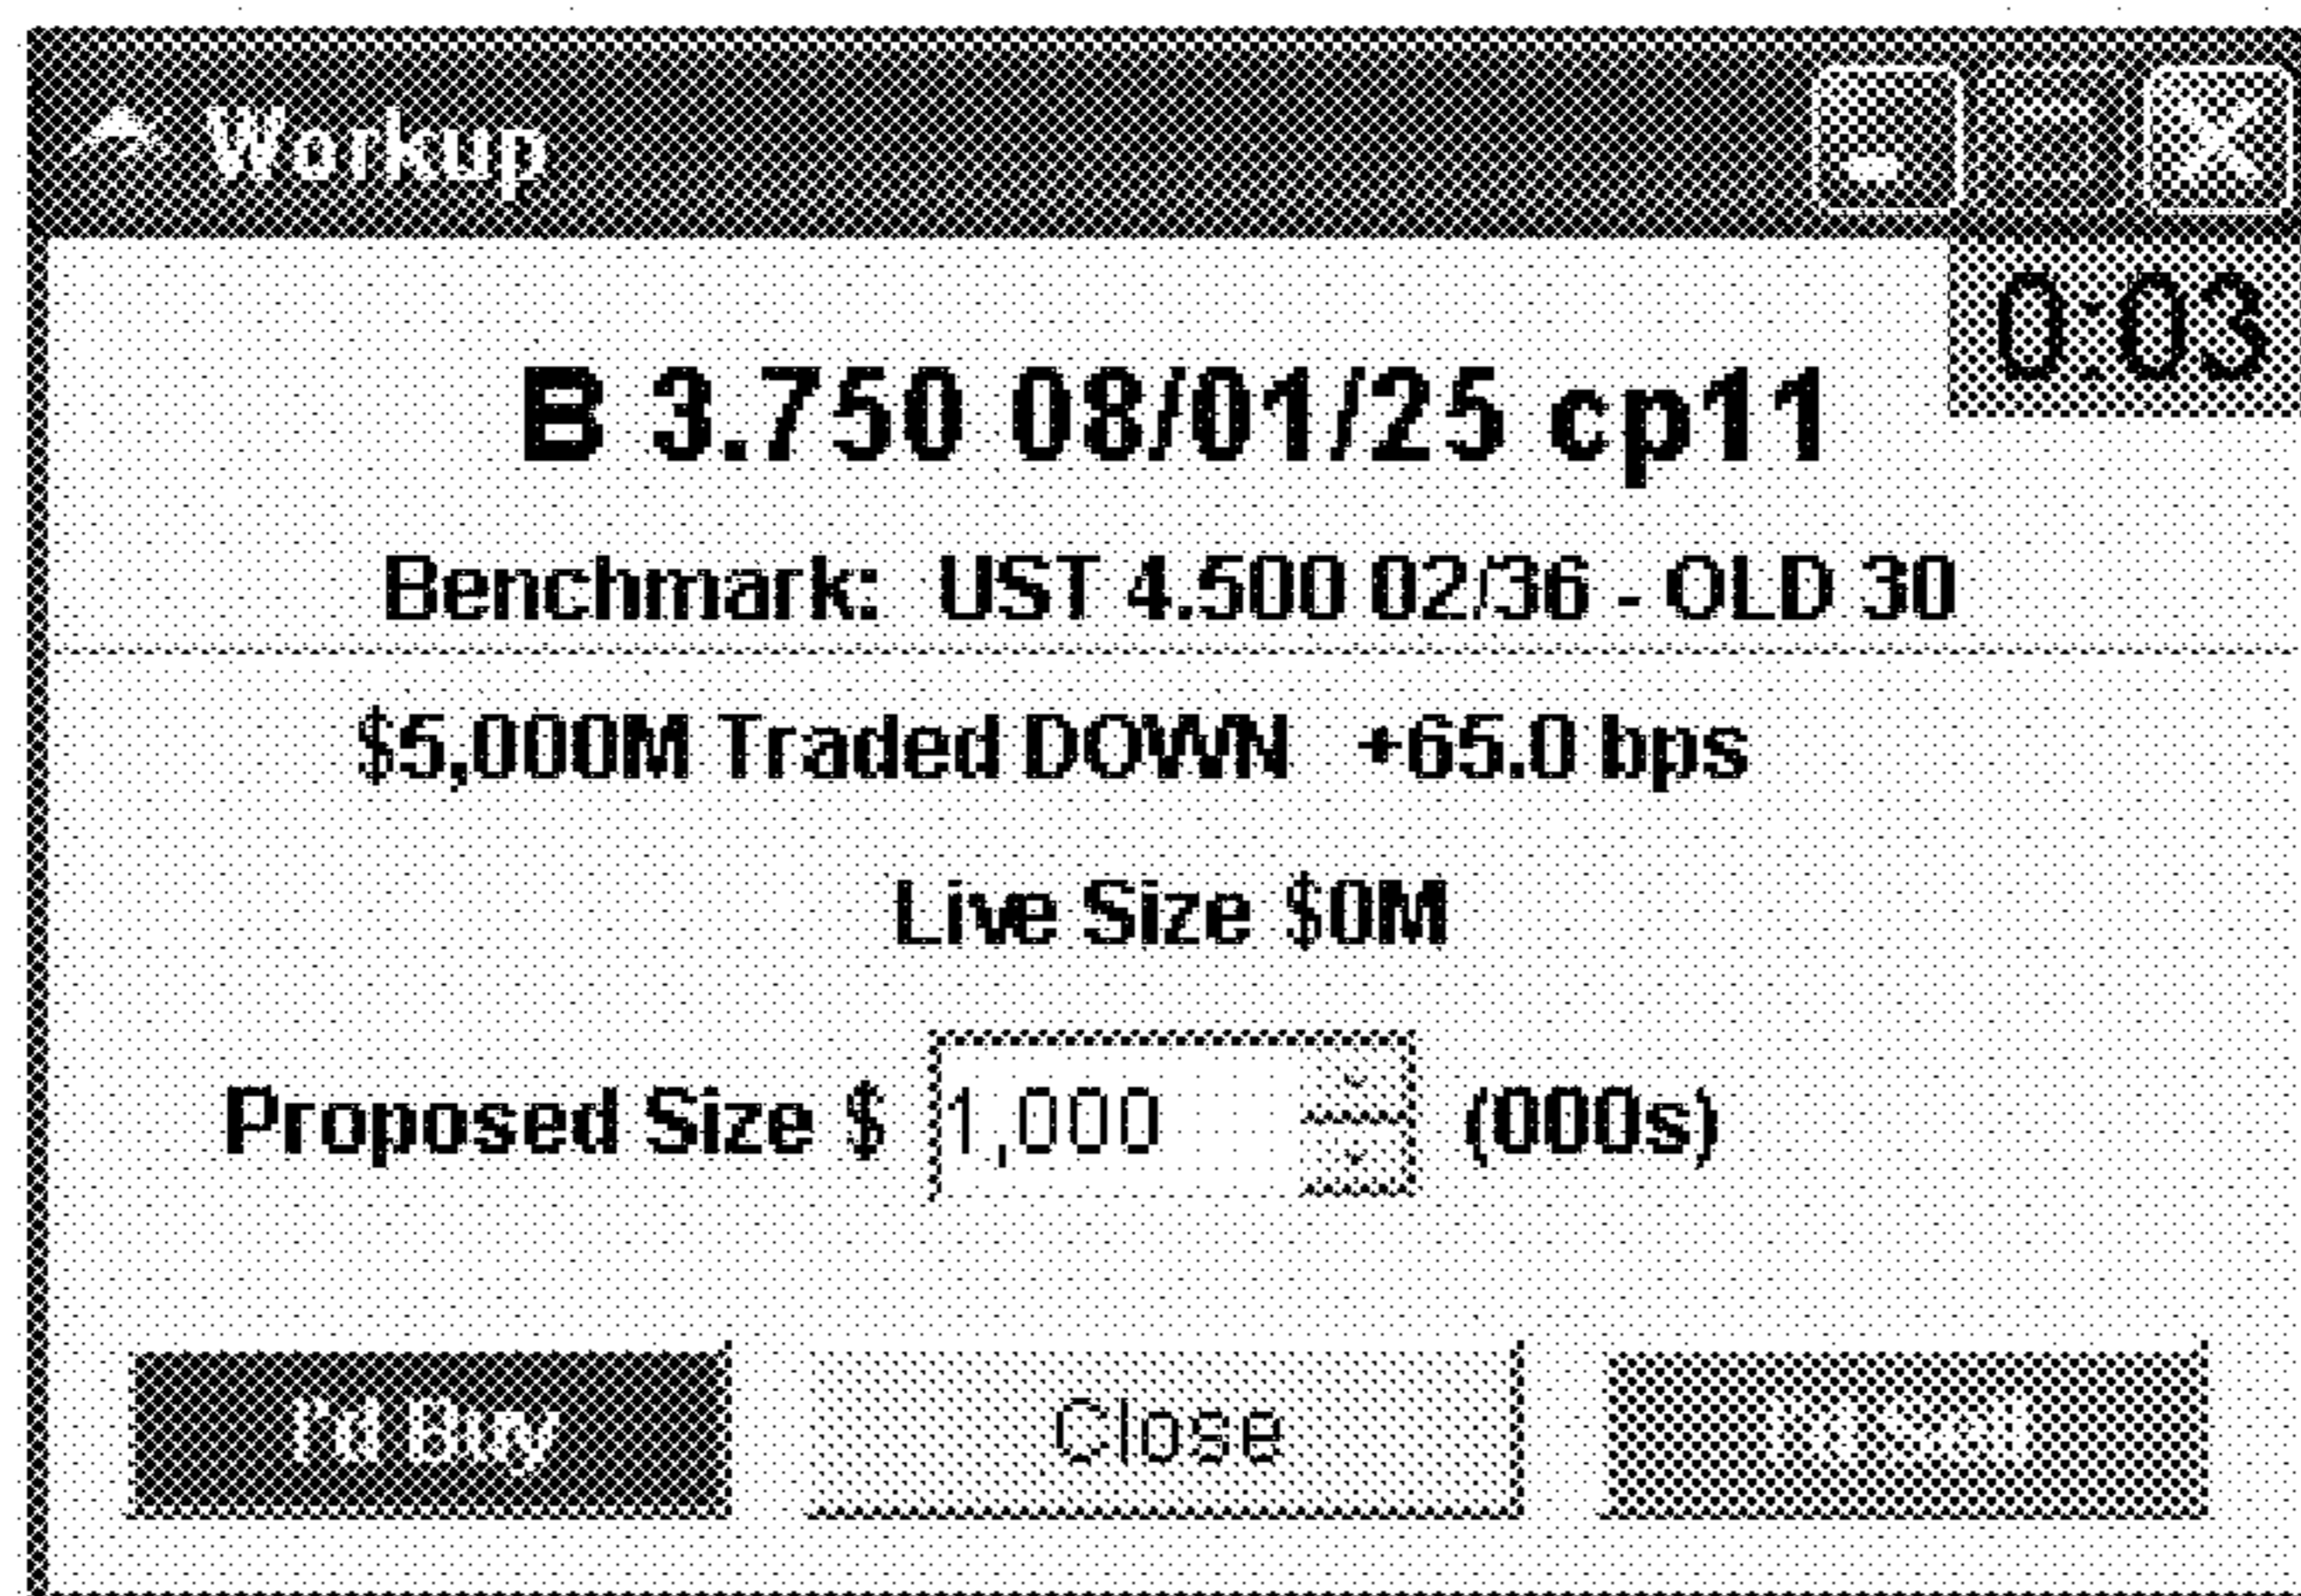 Workup
0:03
B 3.750 08/01/25 cp11
Benchmark: UST 4.500 02/36 - OLD 30
$5,000M Traded DOWN +65.0 bps
Live Size $0M
Proposed Size $ 1,000 (000s)
I'd Buy Close